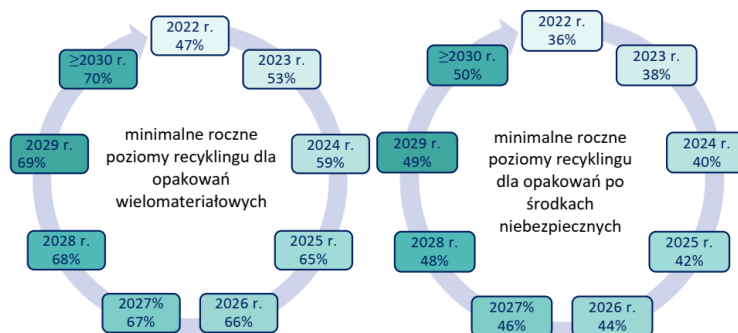 2022 r.
47%
2023 r.
53%
2024 r.
59%
2025 r.
65%
2026 r.
66%
2027%
67%
2028 r.
68%
2029 r.
69%
≥2030 r.
70%
minimalne roczne
poziomy recyklingu dla
opakowań
wielomateriałowych
2022 r.
36%
2023 r.
38%
2024 r.
40%
2025 r.
42%
2026 r.
44%
2027%
46%
2028 r.
48%
2029 r.
49%
≥2030 r.
50%
minimalne roczne
poziomy recyklingu
dla opakowań po
środkach
niebezpiecznych